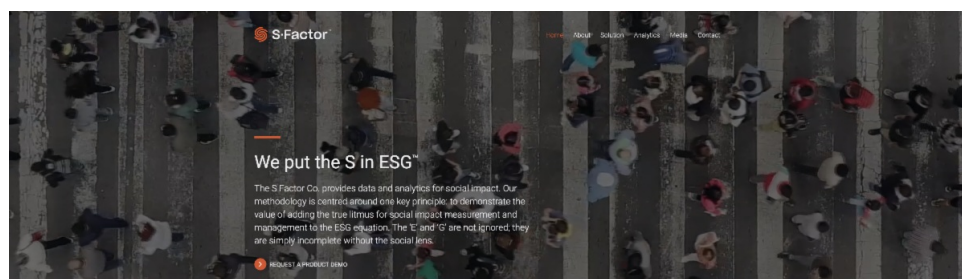 S·Factor™
Home About Solution Analytics Media Contact
We put the S in ESG™
The S Factor Co. provides data and analytics for social impact. Our
methodology is centred around one key principle: to demonstrate the
value of adding the true litmus for social impact measurement and
management to the ESG equation. The 'E' and 'G' are not ignored; they
are simply incomplete without the social lens.
REQUEST A PRODUCT DEMO